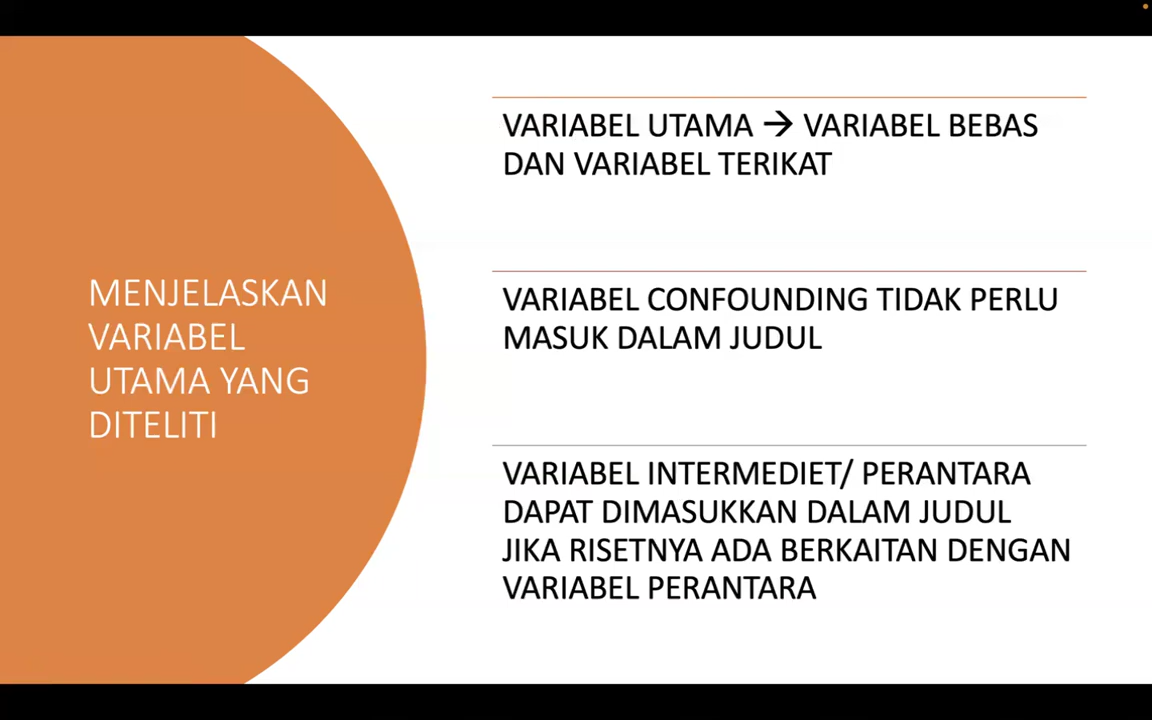 MENJELASKAN
VARIABEL
UTAMA YANG
DITELITI
VARIABEL UTAMA → VARIABEL BEBAS
DAN VARIABEL TERIKAT
VARIABEL CONFOUNDING TIDAK PERLU
MASUK DALAM JUDUL
VARIABEL INTERMEDIET/ PERANTARA
DAPAT DIMASUKKAN DALAM JUDUL
JIKA RISETNYA ADA BERKAITAN DENGAN
VARIABEL PERANTARA